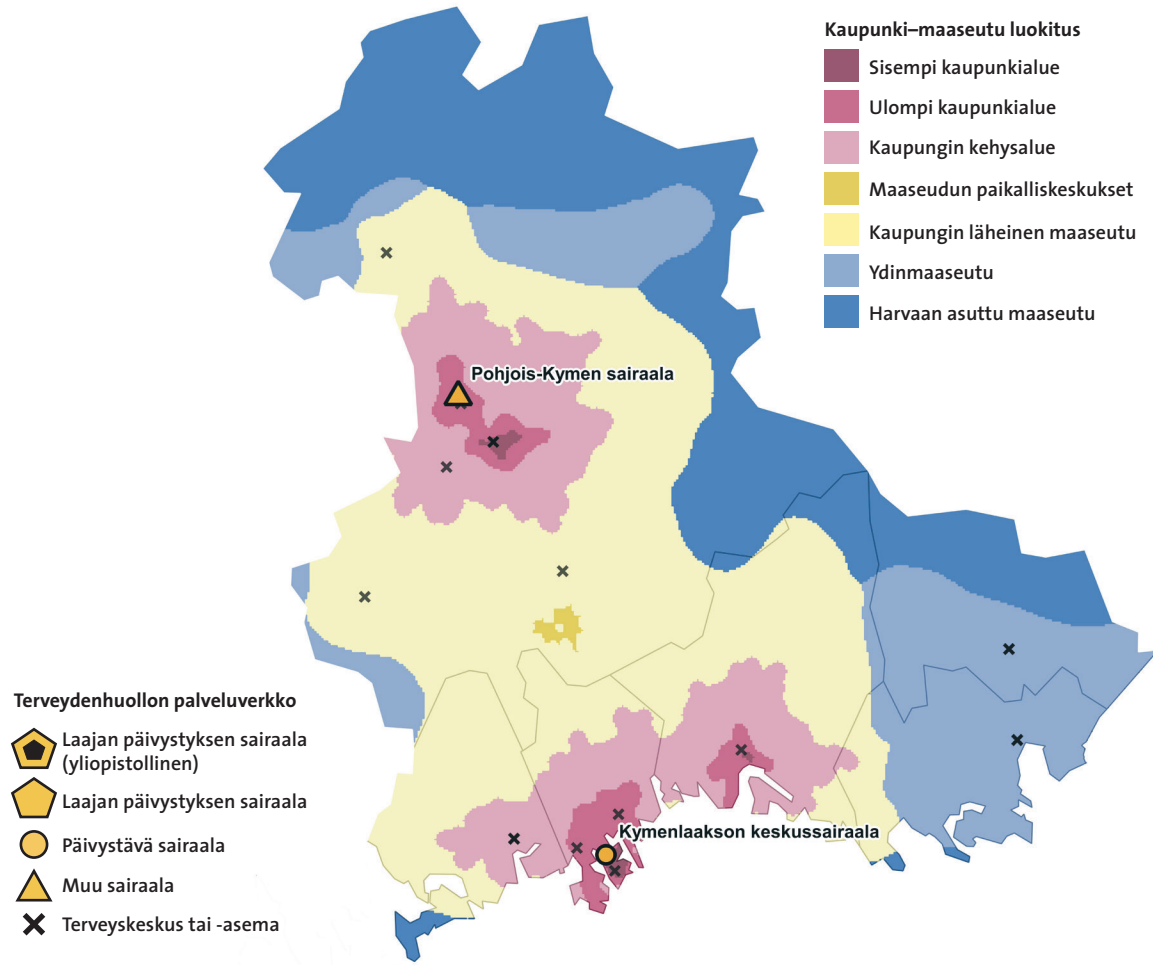 Kaupunki–maaseutu luokitus
Sisempi kaupunkialue
Ulompi kaupunkialue
Kaupungin kehysalue
Maaseudun paikalliskeskukset
Kaupungin läheinen maaseutu
Ydinmaaseutu
Harvaan asuttu maaseutu
Pohjois-Kymen sairaala
Kymenlaakson keskussairaala
Terveydenhuollon palveluverkko
Laajan päivystyksen sairaala
(yliopistollinen)
Laajan päivystyksen sairaala
Päivystävä sairaala
Muu sairaala
Terveyskeskus tai -asema